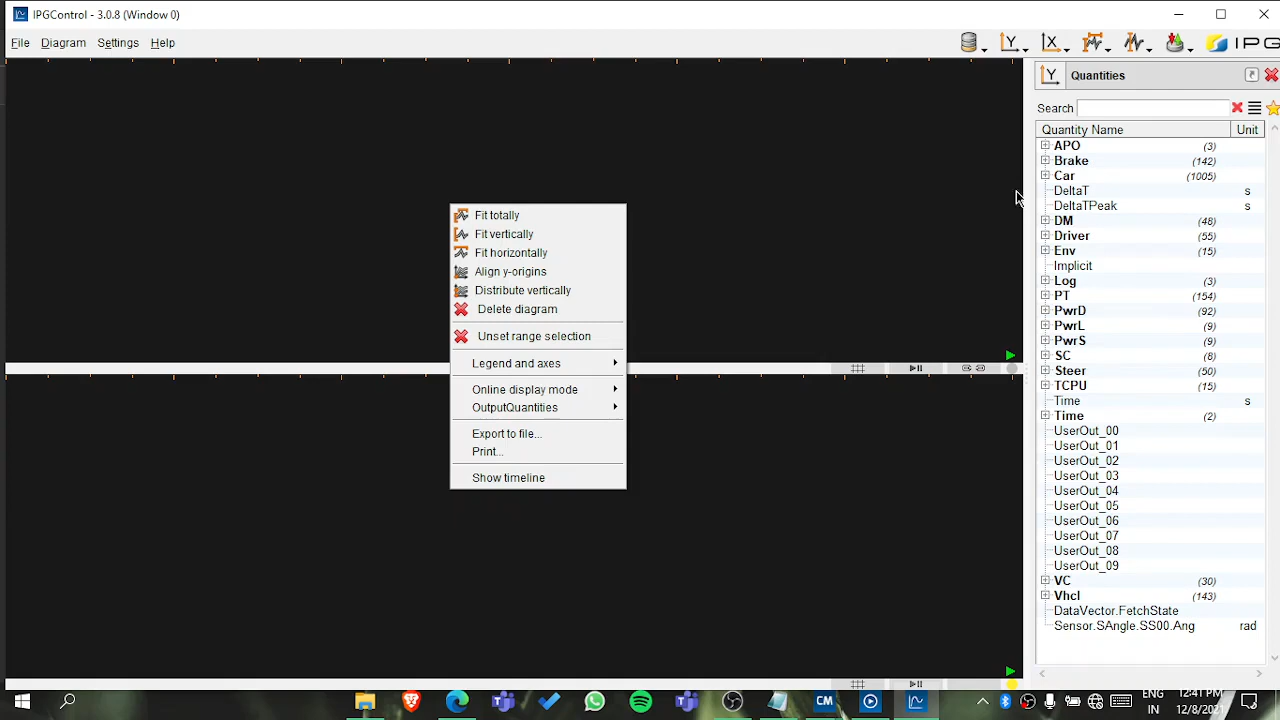 IPGControl - 3.0.8 (Window 0)
File Diagram Settings Help
IPG
Quantities
Search
Quantity Name Unit
APO (3)
Brake (142)
Car (1005)
DeltaT s
DeltaTPeak s
DM (48)
Driver (55)
Env (15)
Implicit
Log (3)
PT (154)
PwrD (92)
PwrL (9)
PwrS (9)
SC (8)
Steer (50)
TCPU (15)
Time s
Time (2)
UserOut_00
UserOut_01
UserOut_02
UserOut_03
UserOut_04
UserOut_05
UserOut_06
UserOut_07
UserOut_08
UserOut_09
VC (30)
Vhcl (143)
DataVector.FetchState
Sensor.SAngle.SS00.Ang rad
Fit totally
Fit vertically
Fit horizontally
Align y-origins
Distribute vertically
Delete diagram
Unset range selection
Legend and axes
Online display mode
OutputQuantities
Export to file...
Print...
Show timeline
CM
ENG
IN
12:41 PM
12/8/2021